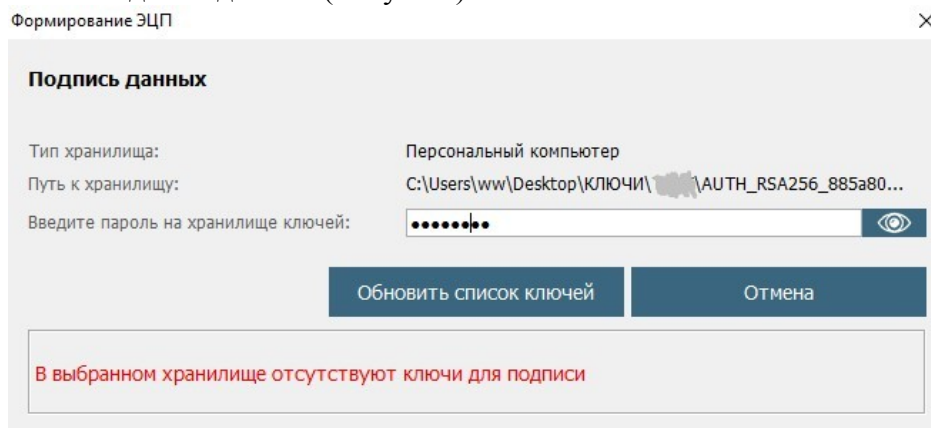 Формирование ЭЦП
Подпись данных
Тип хранилища: Персональный компьютер
Путь к хранилищу: C:\Users\ww\Desktop\КЛЮЧИ\ \AUTH_RSA256_885a80...
Введите пароль на хранилище ключей: ••••••••
Обновить список ключей Отмена
В выбранном хранилище отсутствуют ключи для подписи